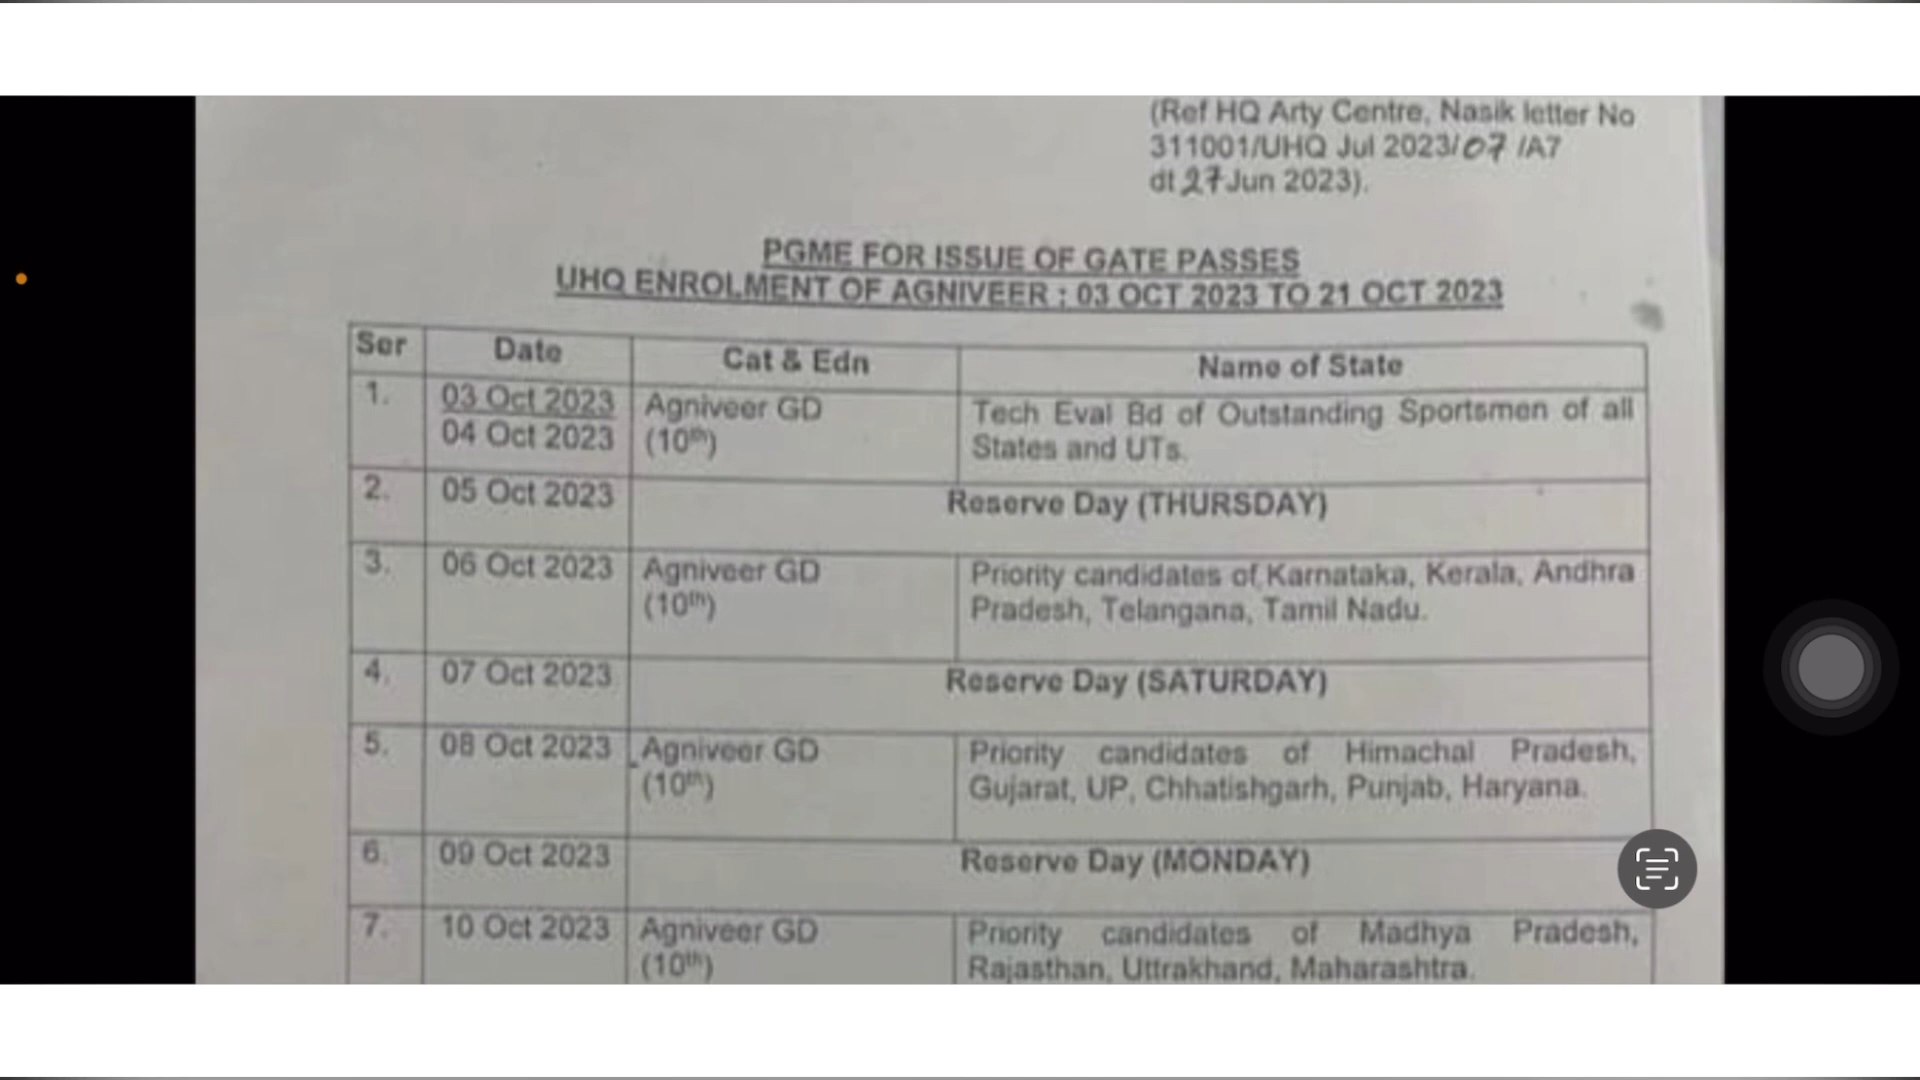 (Ref HQ Arty Centre, Nasik letter No
311001/UHQ Jul 2023/07 /A7
dt 27 Jun 2023).
PGME FOR ISSUE OF GATE PASSES
UHQ ENROLMENT OF AGNIVEER : 03 OCT 2023 TO 21 OCT 2023
Ser Date Cat & Edn Name of State
1. 03 Oct 2023 Agniveer GD Tech Eval Bd of Outstanding Sportsmen of all
04 Oct 2023 (10th) States and UTs.
2. 05 Oct 2023 Reserve Day (THURSDAY)
3. 06 Oct 2023 Agniveer GD Priority candidates of Karnataka, Kerala, Andhra
(10th) Pradesh, Telangana, Tamil Nadu.
4. 07 Oct 2023 Reserve Day (SATURDAY)
5. 08 Oct 2023 Agniveer GD Priority candidates of Himachal Pradesh,
(10th) Gujarat, UP, Chhatishgarh, Punjab, Haryana.
6. 09 Oct 2023 Reserve Day (MONDAY)
7. 10 Oct 2023 Agniveer GD Priority candidates of Madhya Pradesh,
(10th) Rajasthan, Uttrakhand, Maharashtra.